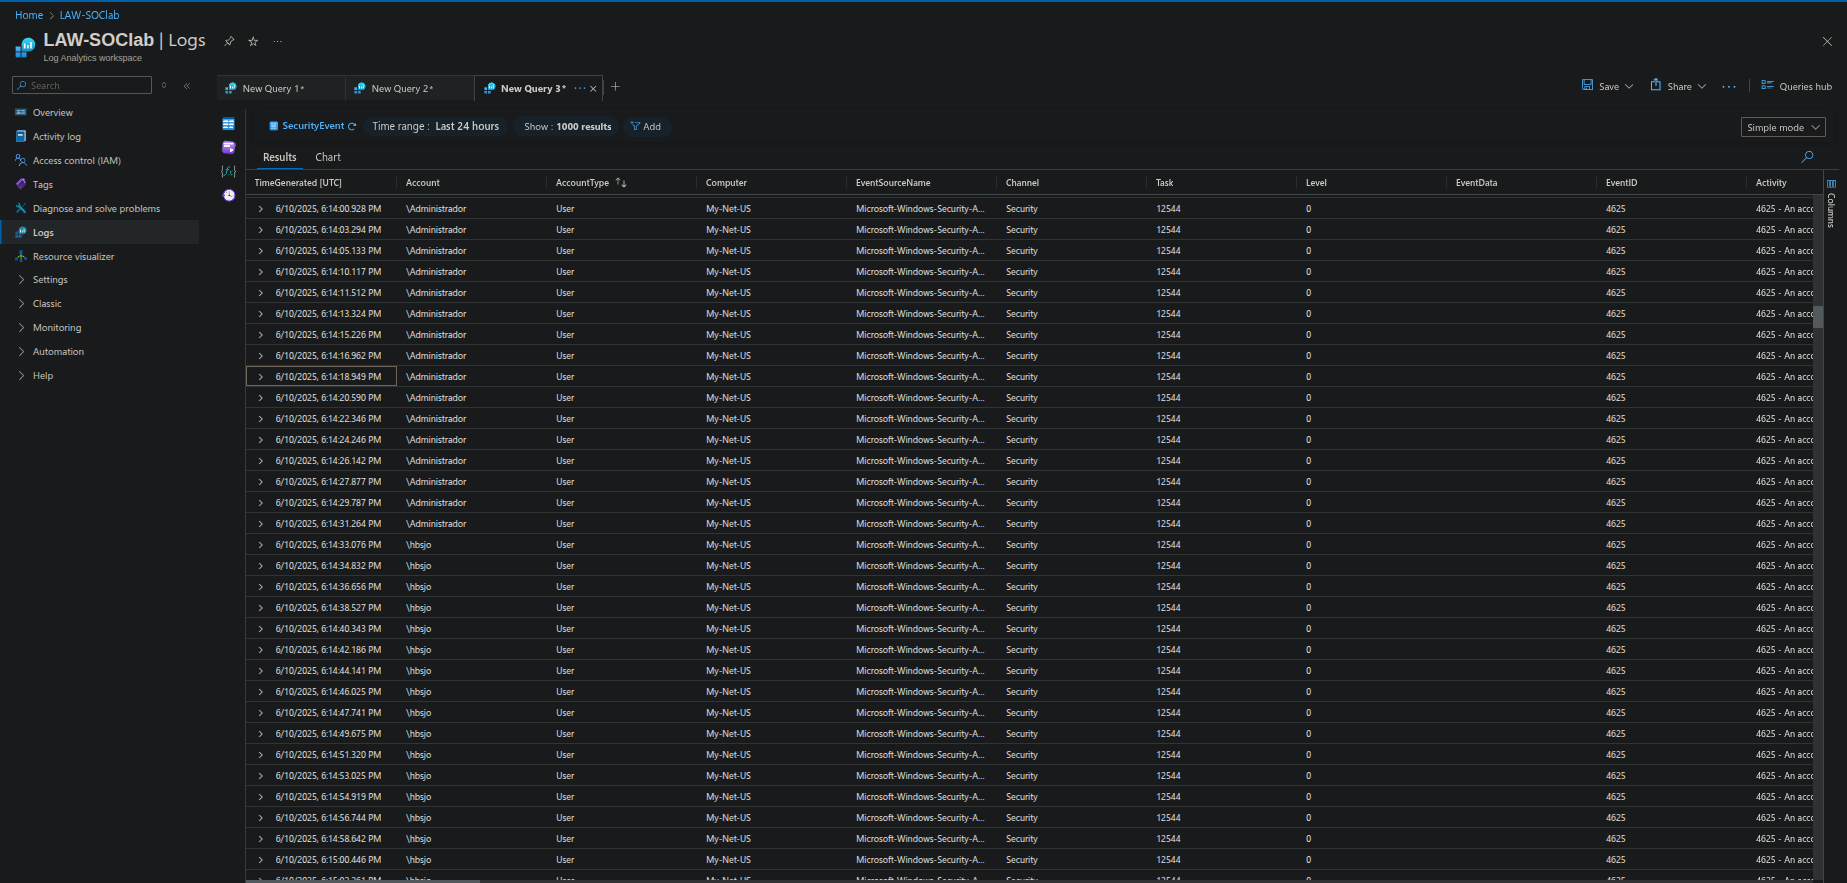 Home > LAW-SOClab
LAW-SOClab | Logs ...
Log Analytics workspace
Search
Overview
Activity log
Access control (IAM)
Tags
Diagnose and solve problems
Logs
Resource visualizer
Settings
Classic
Monitoring
Automation
Help
New Query 1* New Query 2* New Query 3* ... × +
Save Share ... Queries hub
SecurityEvent Time range : Last 24 hours Show : 1000 results Add Simple mode
Results Chart
TimeGenerated [UTC] Account AccountType Computer EventSourceName Channel Task Level EventData EventID Activity
Columns
6/10/2025, 6:14:00.928 PM \Administrador User My-Net-US Microsoft-Windows-Security-A... Security 12544 0 4625 4625 - An acco
6/10/2025, 6:14:03.294 PM \Administrador User My-Net-US Microsoft-Windows-Security-A... Security 12544 0 4625 4625 - An acco
6/10/2025, 6:14:05.133 PM \Administrador User My-Net-US Microsoft-Windows-Security-A... Security 12544 0 4625 4625 - An acco
6/10/2025, 6:14:10.117 PM \Administrador User My-Net-US Microsoft-Windows-Security-A... Security 12544 0 4625 4625 - An acco
6/10/2025, 6:14:11.512 PM \Administrador User My-Net-US Microsoft-Windows-Security-A... Security 12544 0 4625 4625 - An acco
6/10/2025, 6:14:13.324 PM \Administrador User My-Net-US Microsoft-Windows-Security-A... Security 12544 0 4625 4625 - An acco
6/10/2025, 6:14:15.226 PM \Administrador User My-Net-US Microsoft-Windows-Security-A... Security 12544 0 4625 4625 - An acco
6/10/2025, 6:14:16.962 PM \Administrador User My-Net-US Microsoft-Windows-Security-A... Security 12544 0 4625 4625 - An acco
6/10/2025, 6:14:18.949 PM \Administrador User My-Net-US Microsoft-Windows-Security-A... Security 12544 0 4625 4625 - An acco
6/10/2025, 6:14:20.590 PM \Administrador User My-Net-US Microsoft-Windows-Security-A... Security 12544 0 4625 4625 - An acco
6/10/2025, 6:14:22.346 PM \Administrador User My-Net-US Microsoft-Windows-Security-A... Security 12544 0 4625 4625 - An acco
6/10/2025, 6:14:24.246 PM \Administrador User My-Net-US Microsoft-Windows-Security-A... Security 12544 0 4625 4625 - An acco
6/10/2025, 6:14:26.142 PM \Administrador User My-Net-US Microsoft-Windows-Security-A... Security 12544 0 4625 4625 - An acco
6/10/2025, 6:14:27.877 PM \Administrador User My-Net-US Microsoft-Windows-Security-A... Security 12544 0 4625 4625 - An acco
6/10/2025, 6:14:29.787 PM \Administrador User My-Net-US Microsoft-Windows-Security-A... Security 12544 0 4625 4625 - An acco
6/10/2025, 6:14:31.264 PM \Administrador User My-Net-US Microsoft-Windows-Security-A... Security 12544 0 4625 4625 - An acco
6/10/2025, 6:14:33.076 PM \hbsjo User My-Net-US Microsoft-Windows-Security-A... Security 12544 0 4625 4625 - An acco
6/10/2025, 6:14:34.832 PM \hbsjo User My-Net-US Microsoft-Windows-Security-A... Security 12544 0 4625 4625 - An acco
6/10/2025, 6:14:36.656 PM \hbsjo User My-Net-US Microsoft-Windows-Security-A... Security 12544 0 4625 4625 - An acco
6/10/2025, 6:14:38.527 PM \hbsjo User My-Net-US Microsoft-Windows-Security-A... Security 12544 0 4625 4625 - An acco
6/10/2025, 6:14:40.343 PM \hbsjo User My-Net-US Microsoft-Windows-Security-A... Security 12544 0 4625 4625 - An acco
6/10/2025, 6:14:42.186 PM \hbsjo User My-Net-US Microsoft-Windows-Security-A... Security 12544 0 4625 4625 - An acco
6/10/2025, 6:14:44.141 PM \hbsjo User My-Net-US Microsoft-Windows-Security-A... Security 12544 0 4625 4625 - An acco
6/10/2025, 6:14:46.025 PM \hbsjo User My-Net-US Microsoft-Windows-Security-A... Security 12544 0 4625 4625 - An acco
6/10/2025, 6:14:47.741 PM \hbsjo User My-Net-US Microsoft-Windows-Security-A... Security 12544 0 4625 4625 - An acco
6/10/2025, 6:14:49.675 PM \hbsjo User My-Net-US Microsoft-Windows-Security-A... Security 12544 0 4625 4625 - An acco
6/10/2025, 6:14:51.320 PM \hbsjo User My-Net-US Microsoft-Windows-Security-A... Security 12544 0 4625 4625 - An acco
6/10/2025, 6:14:53.025 PM \hbsjo User My-Net-US Microsoft-Windows-Security-A... Security 12544 0 4625 4625 - An acco
6/10/2025, 6:14:54.919 PM \hbsjo User My-Net-US Microsoft-Windows-Security-A... Security 12544 0 4625 4625 - An acco
6/10/2025, 6:14:56.744 PM \hbsjo User My-Net-US Microsoft-Windows-Security-A... Security 12544 0 4625 4625 - An acco
6/10/2025, 6:14:58.642 PM \hbsjo User My-Net-US Microsoft-Windows-Security-A... Security 12544 0 4625 4625 - An acco
6/10/2025, 6:15:00.446 PM \hbsjo User My-Net-US Microsoft-Windows-Security-A... Security 12544 0 4625 4625 - An acco